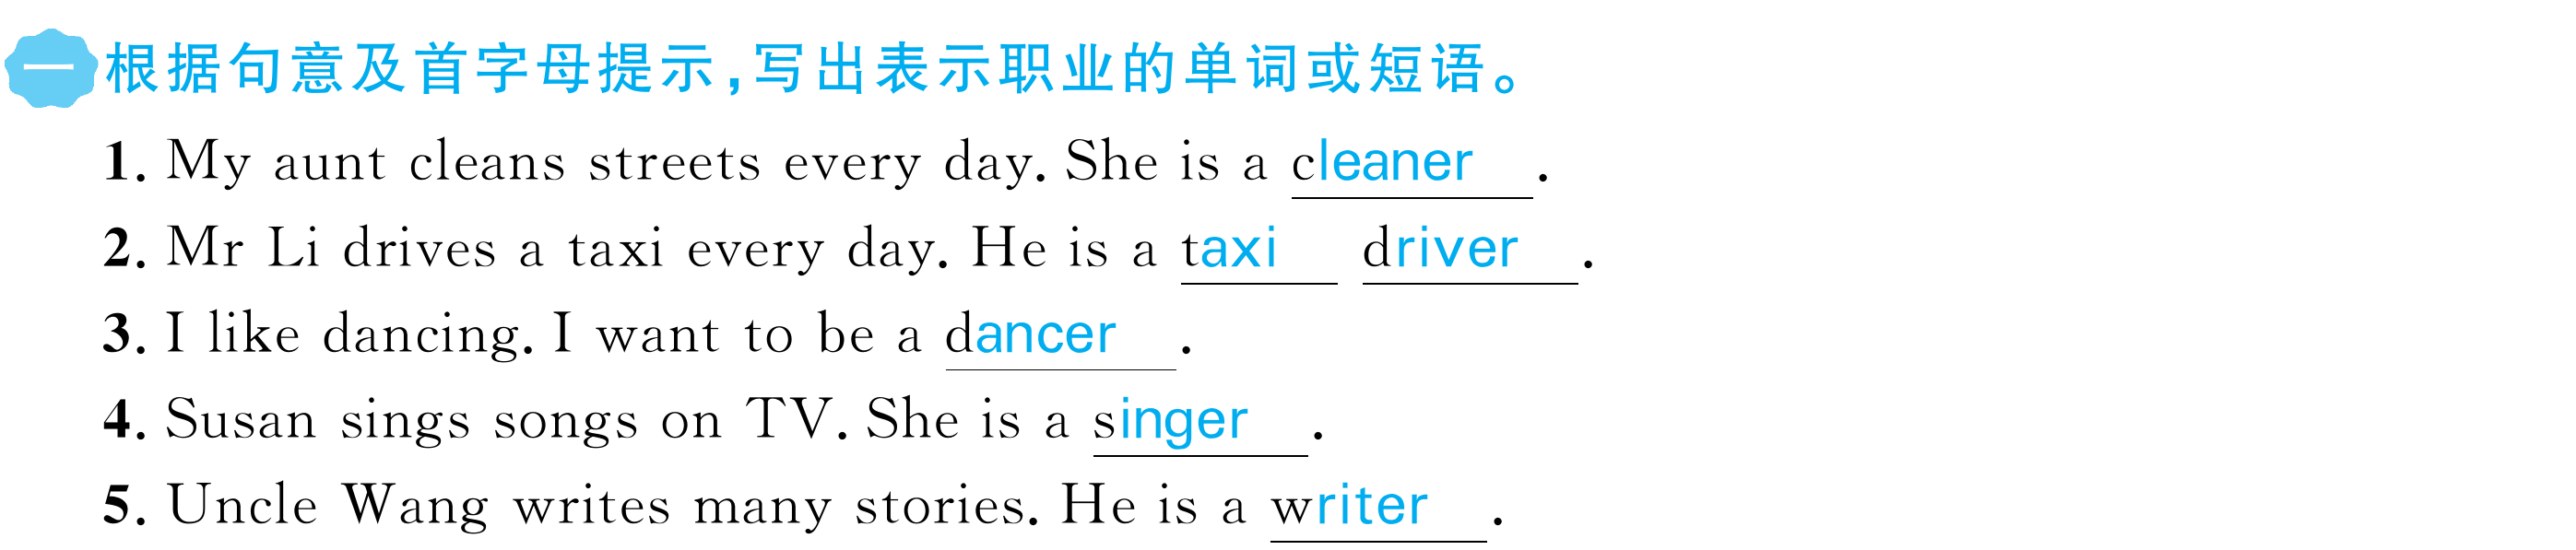 一 根据句意及首字母提示,写出表示职业的单词或短语。
1. My aunt cleans streets every day. She is a cleaner.
2. Mr Li drives a taxi every day. He is a taxi driver.
3. I like dancing. I want to be a dancer.
4. Susan sings songs on TV. She is a singer.
5. Uncle Wang writes many stories. He is a writer.